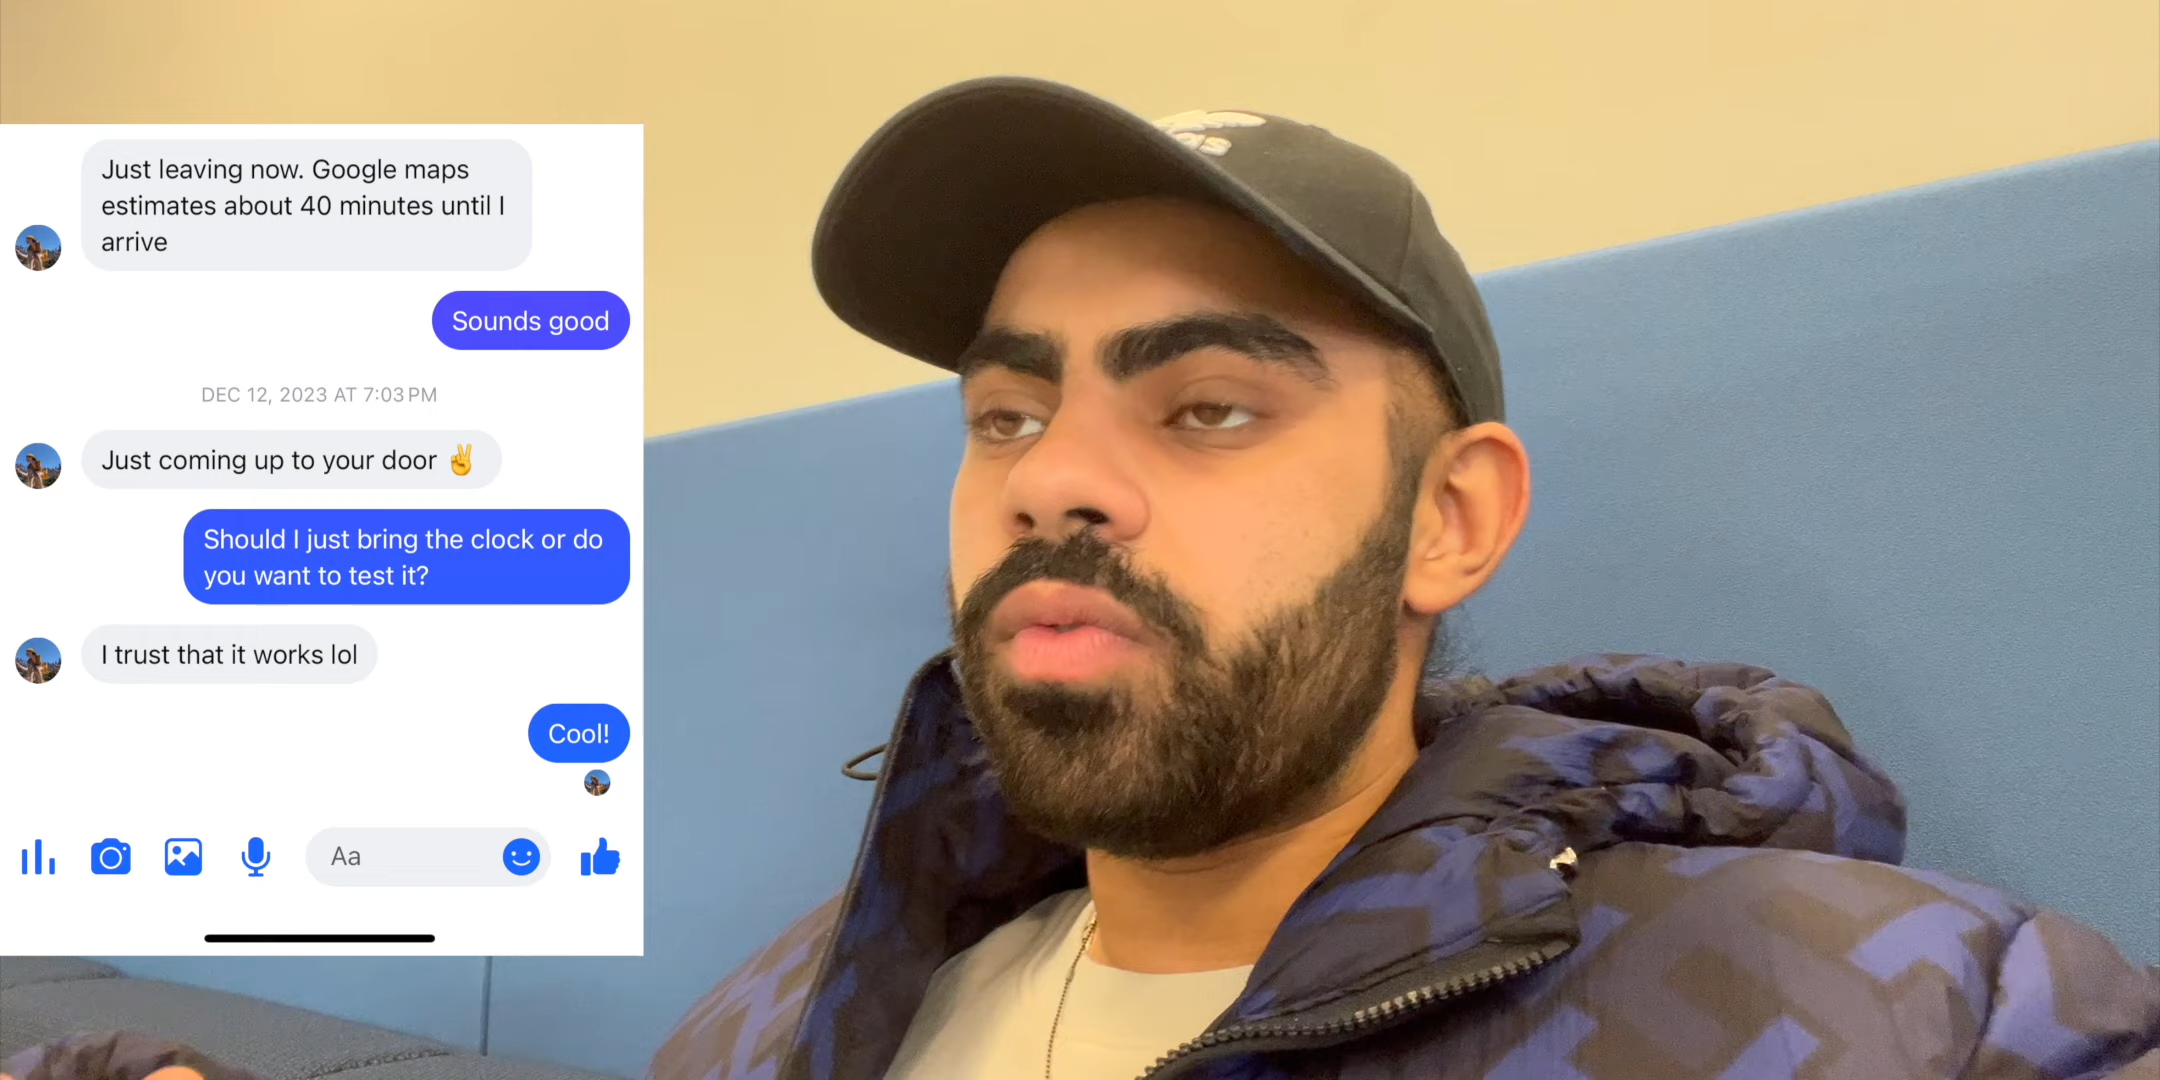 Just leaving now. Google maps
estimates about 40 minutes until I
arrive
Sounds good
DEC 12, 2023 AT 7:03 PM
Just coming up to your door ✌️
Should I just bring the clock or do
you want to test it?
I trust that it works lol
Cool!
Aa